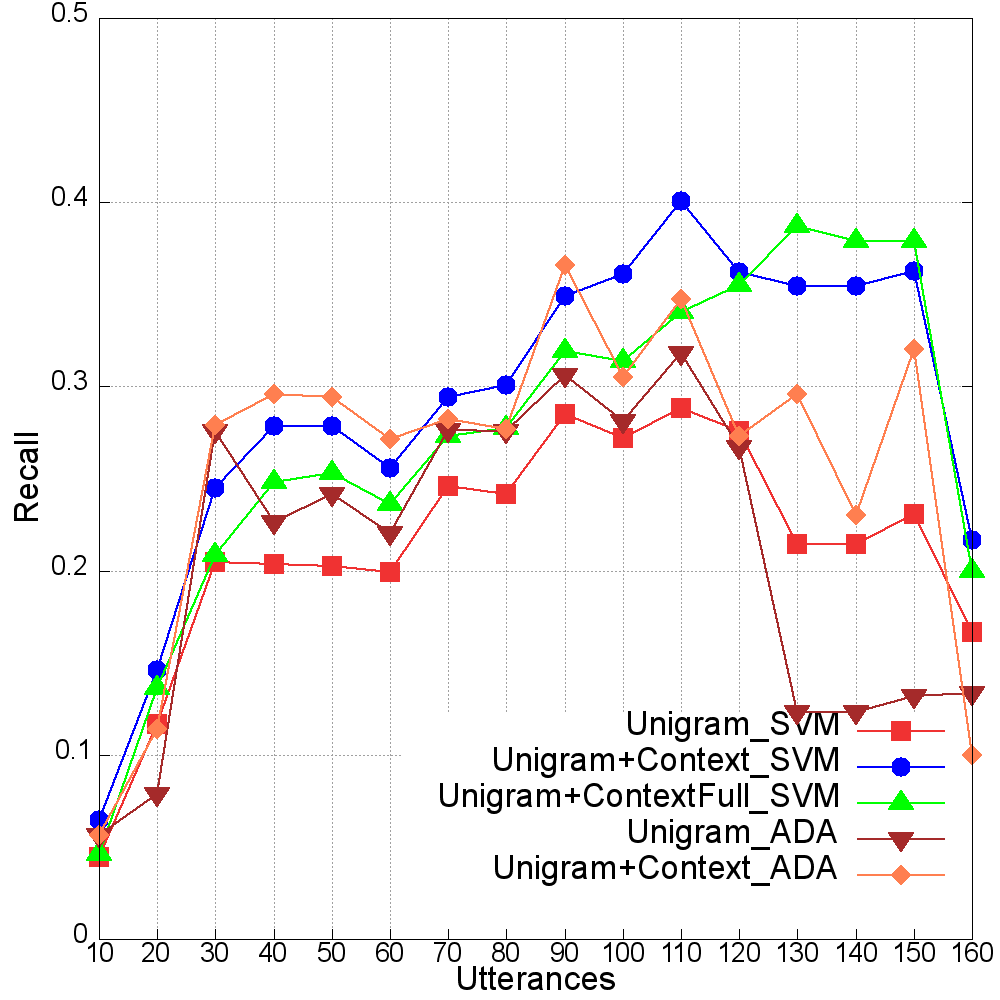 0.5
0.4
0.3
0.2
0.1
0
Recall
Unigram_SVM
Unigram+Context_SVM
Unigram+ContextFull_SVM
Unigram_ADA
Unigram+Context_ADA
10 20 30 40 50 60 70 80 90 100 110 120 130 140 150 160
Utterances